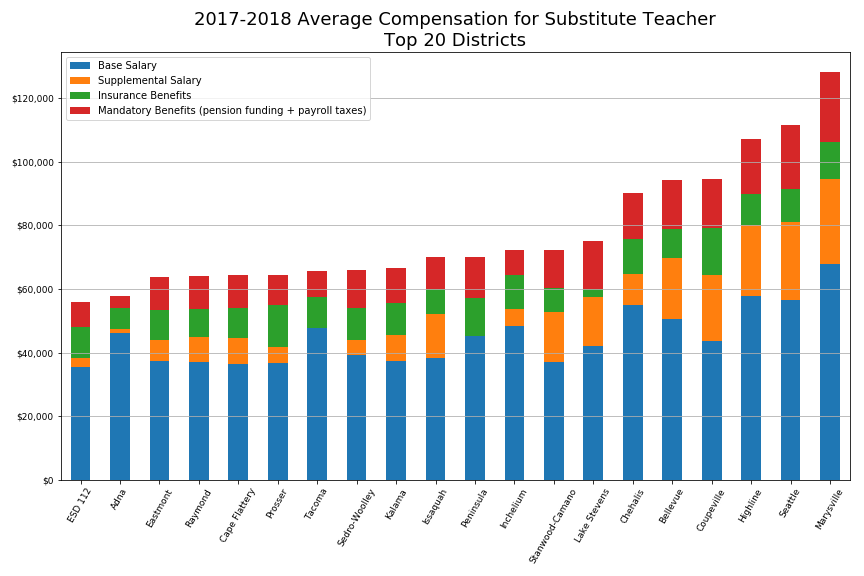 2017-2018 Average Compensation for Substitute Teacher
Top 20 Districts
Base Salary
Supplemental Salary
Insurance Benefits
Mandatory Benefits (pension funding + payroll taxes)
$120,000
$100,000
$80,000
$60,000
$40,000
$20,000
$0
ESD 112
Adna
Eastmont
Raymond
Cape Flattery
Prosser
Tacoma
Sedro-Woolley
Kalama
Issaquah
Peninsula
Inchelium
Stanwood-Camano
Lake Stevens
Chehalis
Bellevue
Coupeville
Highline
Seattle
Marysville